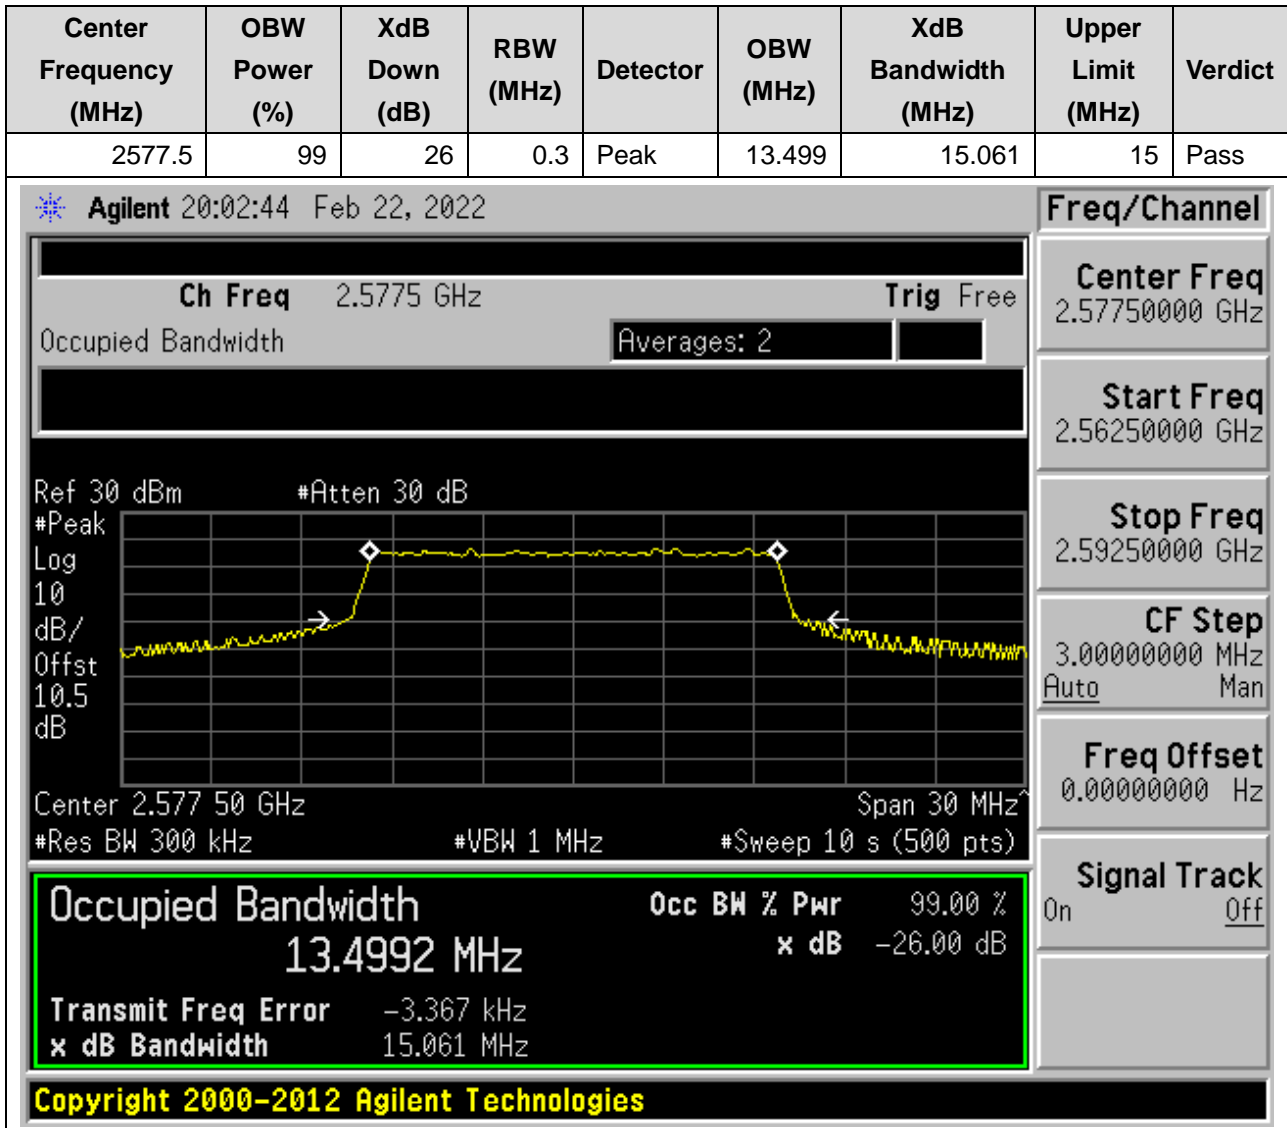 Center Frequency (MHz) OBW Power (%) XdB Down (dB) RBW (MHz) Detector OBW (MHz) XdB Bandwidth (MHz) Upper Limit (MHz) Verdict
2577.5 99 26 0.3 Peak 13.499 15.061 15 Pass
Agilent 20:02:44 Feb 22, 2022
Freq/Channel
Ch Freq 2.5775 GHz Trig Free
Occupied Bandwidth Averages: 2
Ref 30 dBm #Atten 30 dB
#Peak
Log
10
dB/
Offst
10.5
dB
Center 2.577 50 GHz Span 30 MHz^
#Res BW 300 kHz #VBW 1 MHz #Sweep 10 s (500 pts)
Occupied Bandwidth
13.4992 MHz
Occ BW % Pwr 99.00 %
x dB -26.00 dB
Transmit Freq Error -3.367 kHz
x dB Bandwidth 15.061 MHz
Center Freq
2.57750000 GHz
Start Freq
2.56250000 GHz
Stop Freq
2.59250000 GHz
CF Step
3.00000000 MHz
Auto Man
Freq Offset
0.00000000 Hz
Signal Track
On Off
Copyright 2000-2012 Agilent Technologies